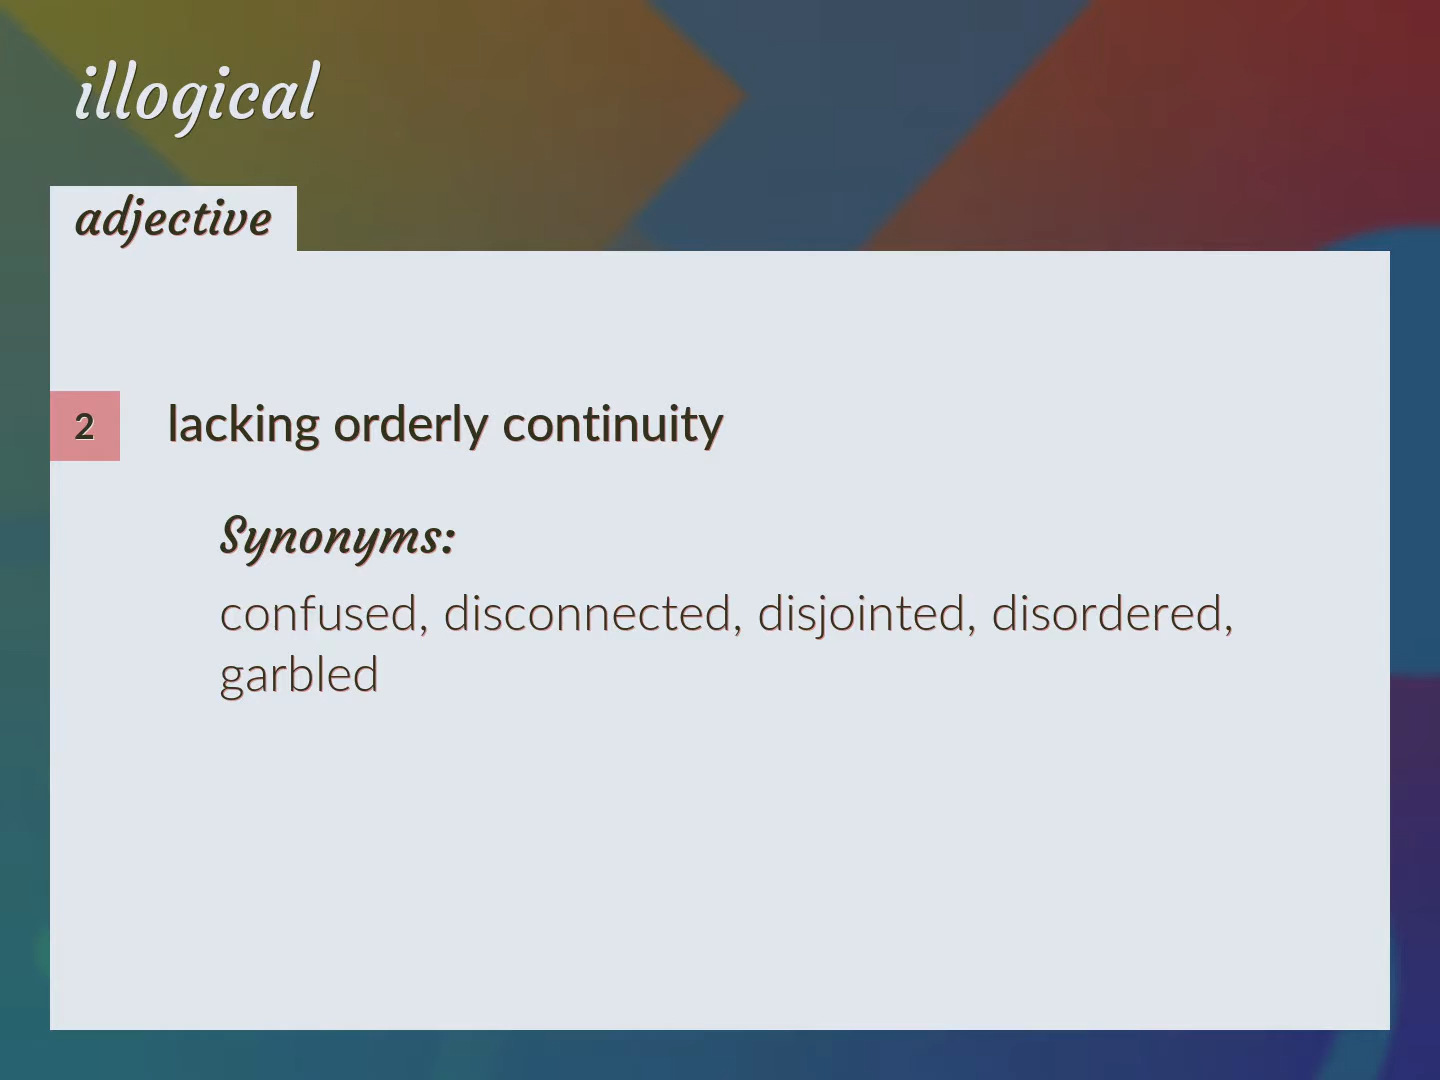 illogical
adjective
2 lacking orderly continuity
Synonyms:
confused, disconnected, disjointed, disordered,
garbled